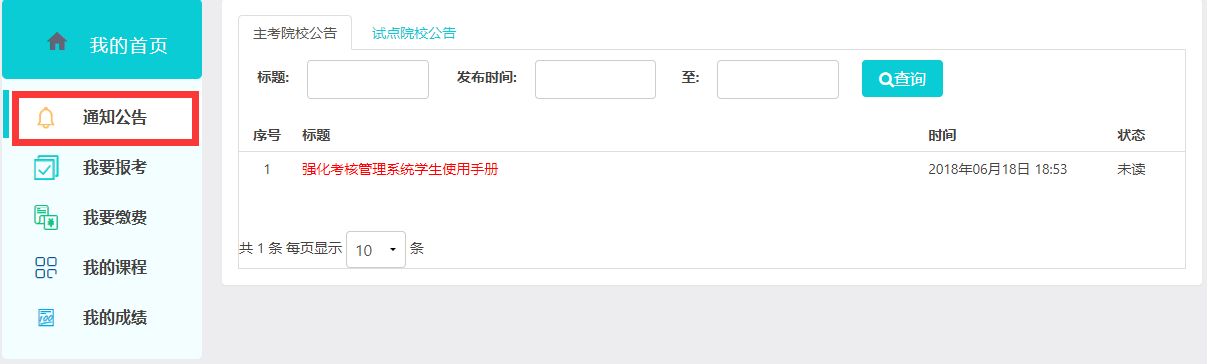 我的首页
通知公告
我要报考
我要缴费
我的课程
我的成绩
主考院校公告 试点院校公告
标题: 发布时间: 至: 查询
序号 标题 时间 状态
1 强化考核管理系统学生使用手册 2018年06月18日 18:53 未读
共 1 条 每页显示 10 条